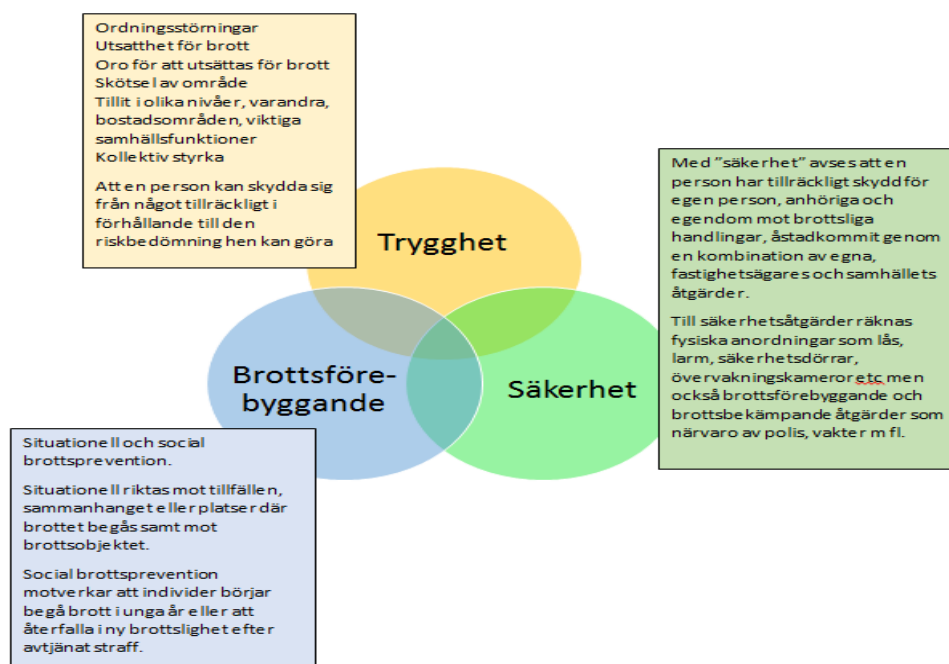 Ordningsstörningar
Utsatthet för brott
Oro för att utsättas för brott
Skötsel av område
Tillit i olika nivåer, varandra,
bostadsområden, viktiga
samhällsfunktioner
Kollektiv styrka
Att en person kan skydda sig
från något tillräckligt i
förhållande till den
riskbedömning hen kan göra
Trygghet
Med ”säkerhet” avses att en
person har tillräckligt skydd för
egen person, anhöriga och
egendom mot brottsliga
handlingar, åstadkommit genom
en kombination av egna,
fastighetsägares och samhällets
åtgärder.
Till säkerhetsåtgärder räknas
fysiska anordningar som lås,
larm, säkerhetsdörrar,
övervakningskameror etc men
också brottsförebyggande och
brottsbekämpande åtgärder som
närvaro av polis, vakter m fl.
Brottsföre-
byggande
Säkerhet
Situationell och social
brottsprevention.
Situationell riktas mot tillfällen,
sammanhanget eller platser där
brottet begås samt mot
brottsobjektet.
Social brottsprevention
motverkar att individer börjar
begå brott i unga år eller att
återfalla i ny brottslighet efter
avtjänat straff.